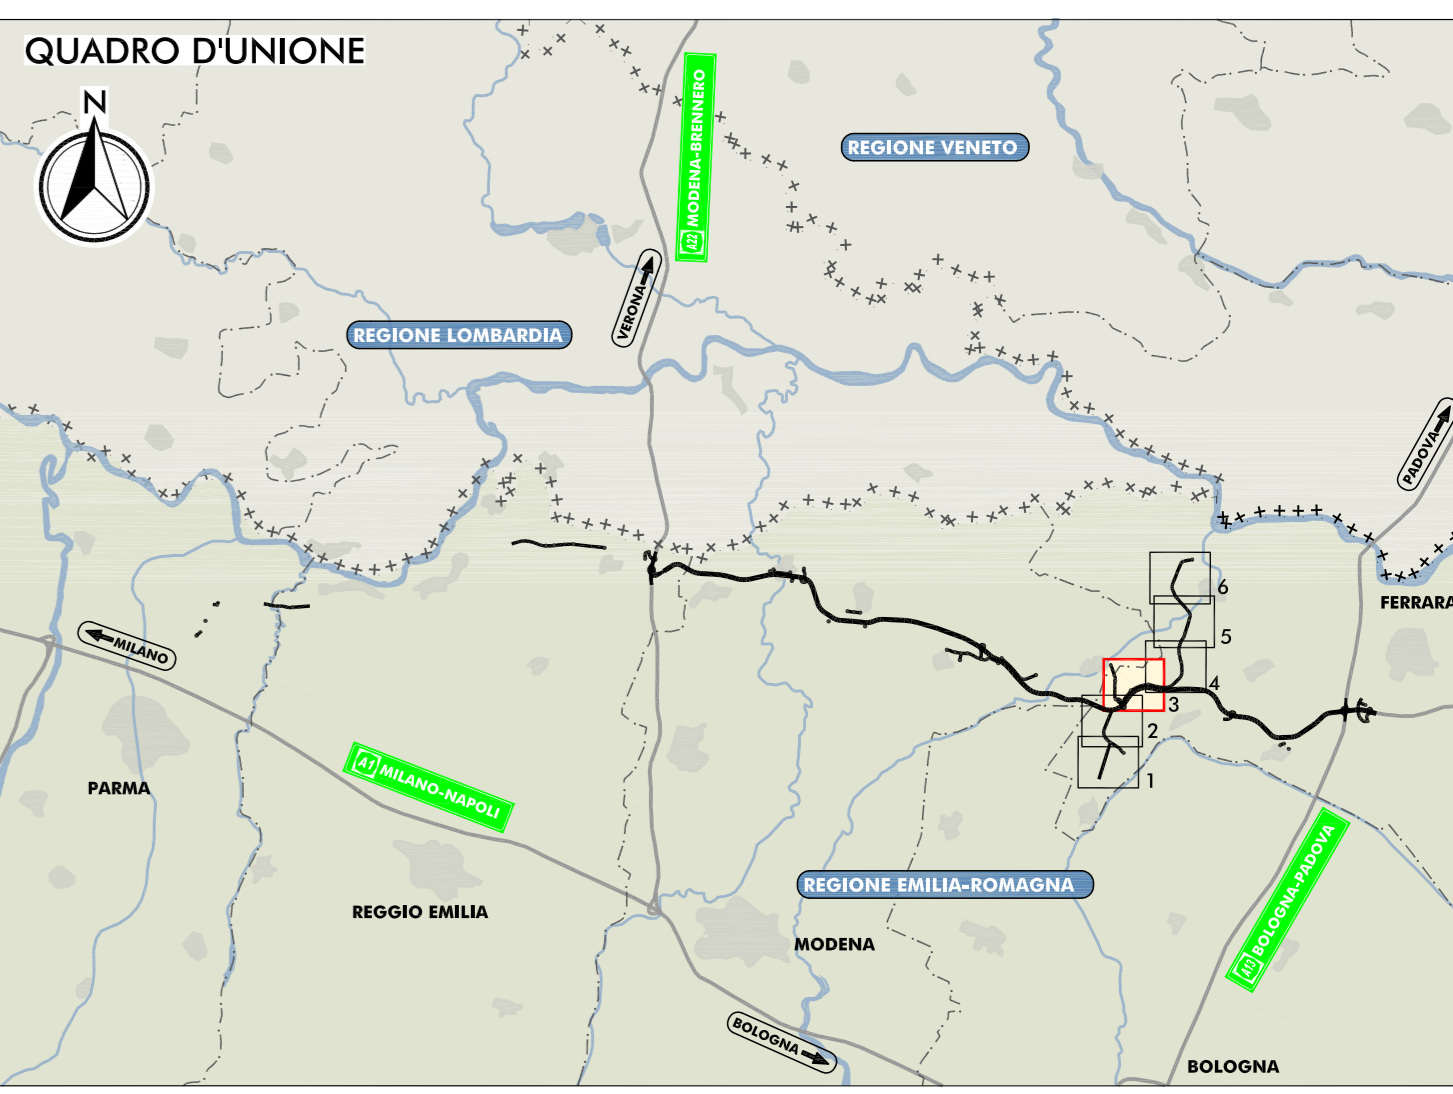 QUADRO D'UNIONE
N
A22 MODENA-BRENNERO
REGIONE VENETO
VERONA
REGIONE LOMBARDIA
PADOVA
6
FERRARA
5
MILANO
4
3
2
1
A1 MILANO-NAPOLI
PARMA
A13 BOLOGNA-PADOVA
REGIONE EMILIA-ROMAGNA
REGGIO EMILIA
MODENA
BOLOGNA
BOLOGNA